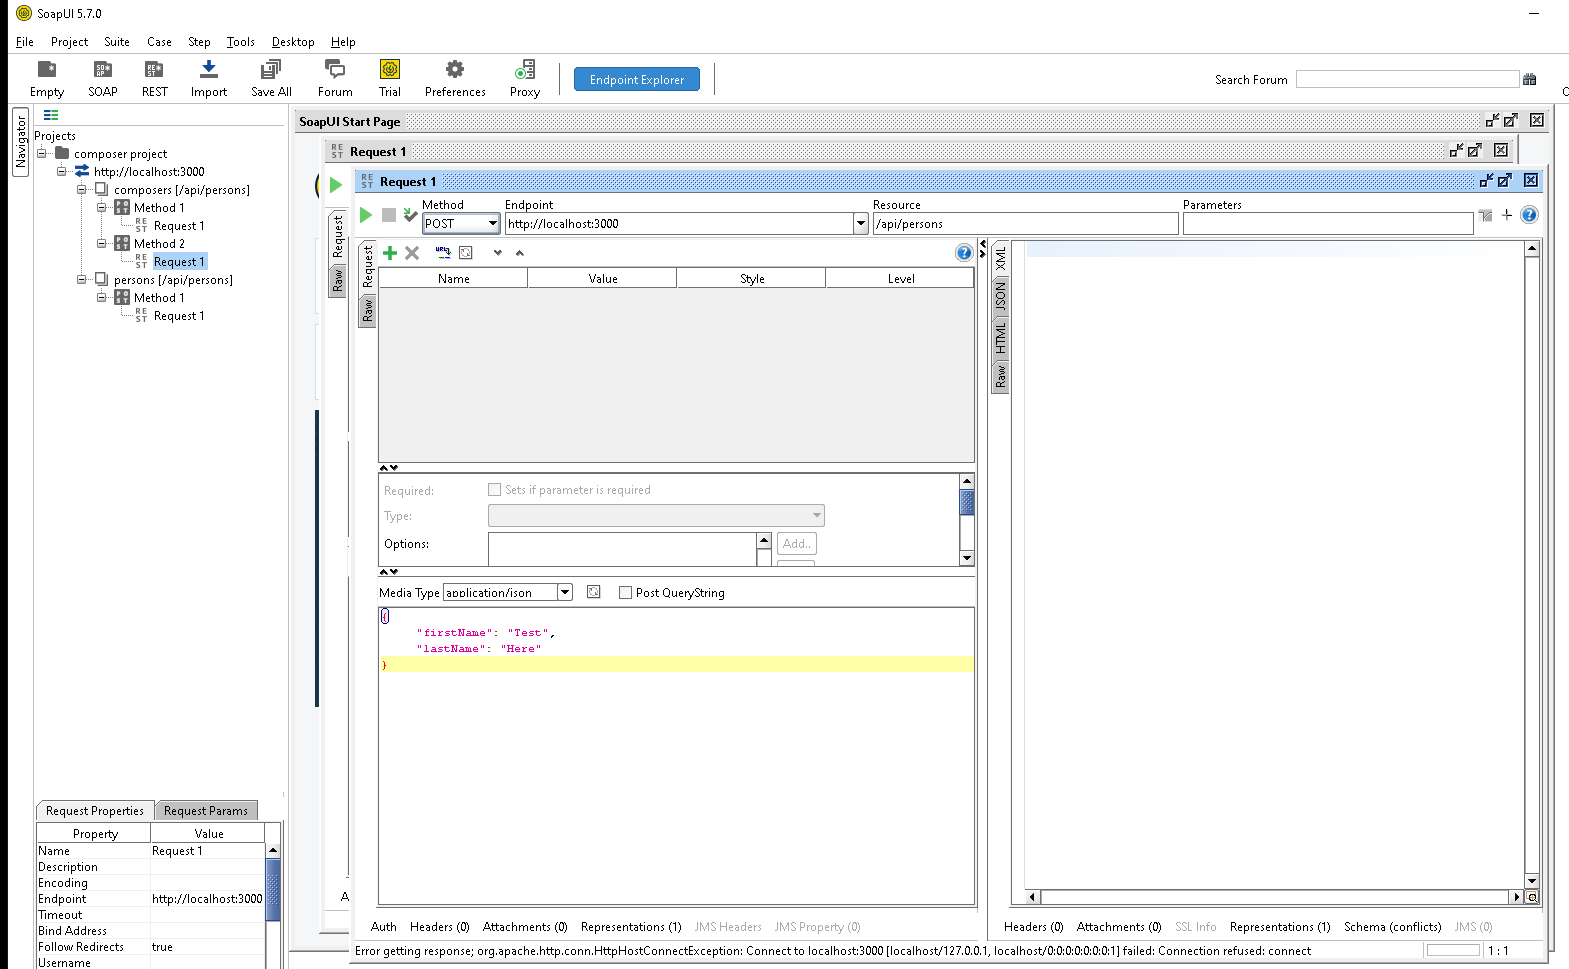 SoapUI 5.7.0
File Project Suite Case Step Tools Desktop Help
Empty SOAP REST Import Save All Forum Trial Preferences Proxy Endpoint Explorer Search Forum
Navigator
Projects
composer project
http://localhost:3000
composers [/api/persons]
Method 1
Request 1
Method 2
Request 1
persons [/api/persons]
Method 1
Request 1
SoapUI Start Page
Request 1
Request 1
Method Endpoint Resource Parameters
POST http://localhost:3000 /api/persons
Request
Raw
Request
Raw
Name Value Style Level
Required: Sets if parameter is required
Type:
Options: Add..
Media Type application/json Post QueryString
{
"firstName": "Test",
"lastName": "Here"
}
XML
JSON
HTML
Raw
Auth Headers (0) Attachments (0) Representations (1) JMS Headers JMS Property (0)
Headers (0) Attachments (0) SSL Info Representations (1) Schema (conflicts) JMS (0)
Error getting response; org.apache.http.conn.HttpHostConnectException: Connect to localhost:3000 [localhost/127.0.0.1, localhost/0:0:0:0:0:0:0:1] failed: Connection refused: connect
1 : 1
Request Properties Request Params
Property Value
Name Request 1
Description
Encoding
Endpoint http://localhost:3000
Timeout
Bind Address
Follow Redirects true
Username